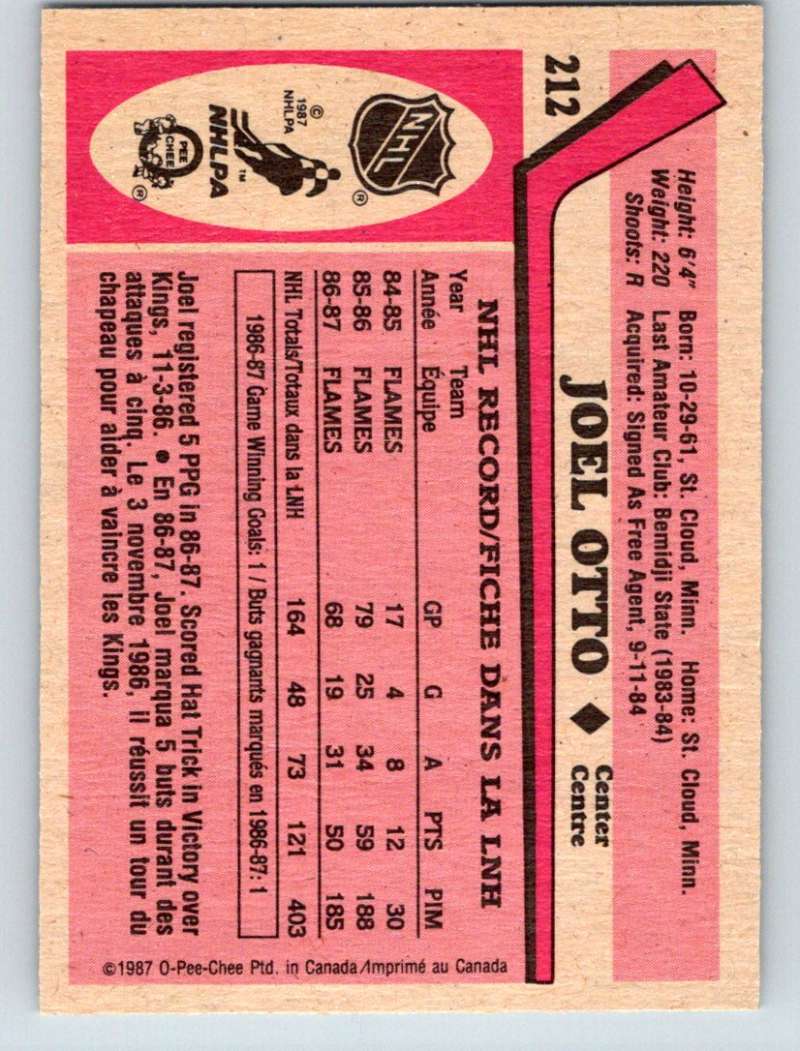 212
Height: 6'4" Born: 10-29-61, St. Cloud, Minn. Home: St. Cloud, Minn.
Weight: 220 Last Amateur Club: Bemidji State (1983-84)
Shoots: R Acquired: Signed As Free Agent, 9-11-84
JOEL OTTO ◆ Center
Centre
NHL RECORD/FICHE DANS LA LNH
Year Team
Année Équipe GP G A PTS PIM
84-85 FLAMES 17 4 8 12 30
85-86 FLAMES 79 25 34 59 188
86-87 FLAMES 68 19 31 50 185
NHL Totals/Totaux dans la LNH 164 48 73 121 403
1986-87 Game Winning Goals: 1 / Buts gagnants marqués en 1986-87: 1
Joel registered 5 PPG in 86-87. Scored Hat Trick in Victory over
Kings, 11-3-86. ● En 86-87, Joel marqua 5 buts durant des
attaques à cinq. Le 3 novembre 1986, il réussit un tour du
chapeau pour aider à vaincre les Kings.
NHL ®
© 1987
NHLPA
NHLPA ™
O PEE CHEE ®
©1987 O-Pee-Chee Ptd. in Canada/Imprimé au Canada